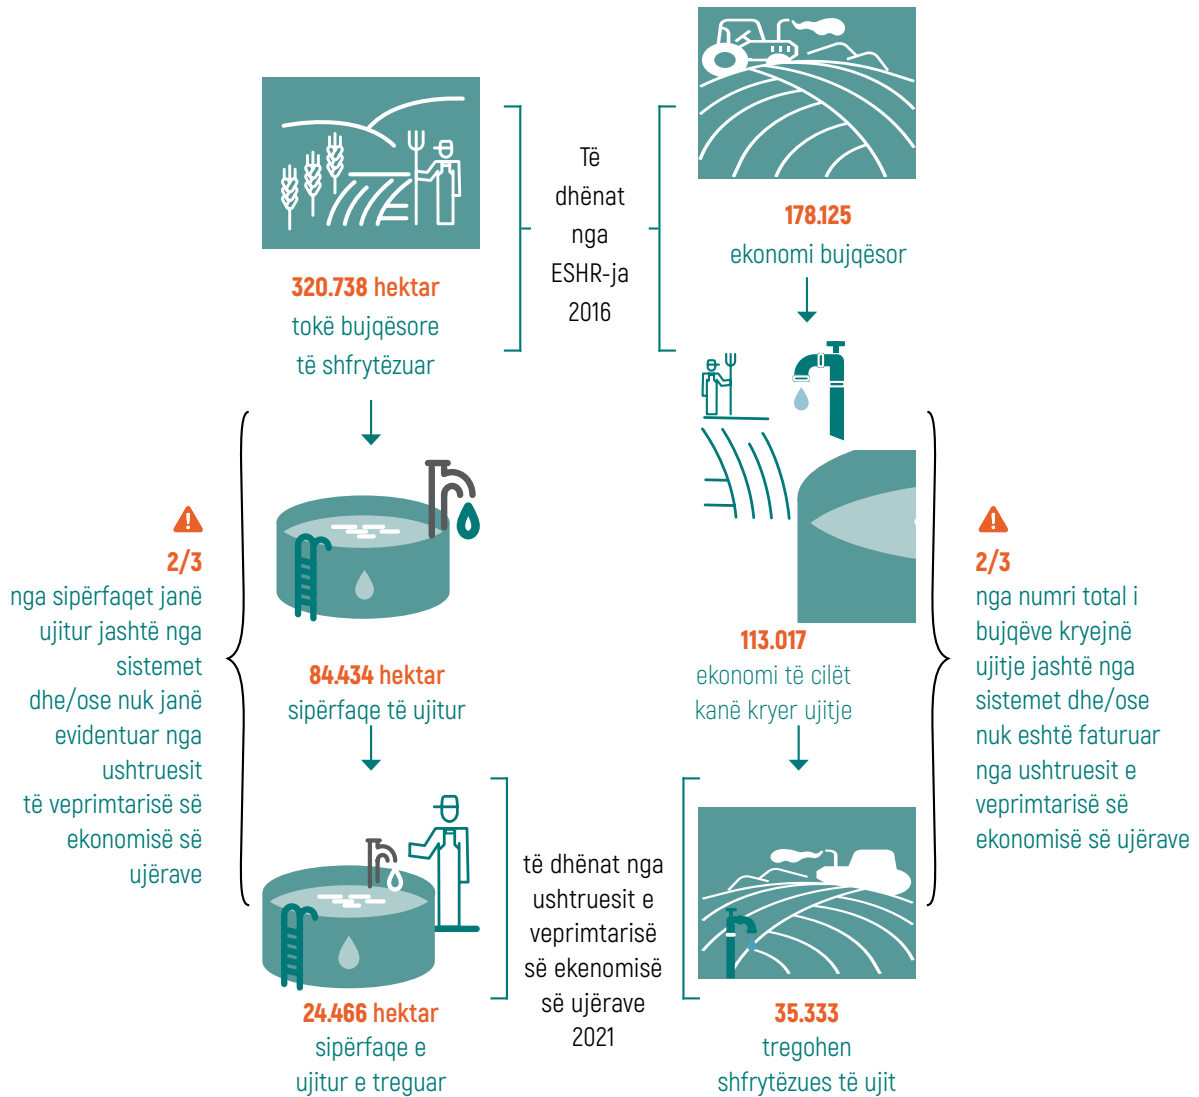 Të
dhënat
nga
ESHR-ja
2016
320.738 hektar
tokë bujqësore
të shfrytëzuar
178.125
ekonomi bujqësor
2/3
nga sipërfaqet janë
ujitur jashtë nga
sistemet
dhe/ose nuk janë
evidentuar nga
ushtruesit
të veprimtarisë së
ekonomisë së
ujërave
84.434 hektar
sipërfaqe të ujitur
113.017
ekonomi të cilët
kanë kryer ujitje
2/3
nga numri total i
bujqëve kryejnë
ujitje jashtë nga
sistemet dhe/ose
nuk eshtë faturuar
nga ushtruesit e
veprimtarisë së
ekonomisë së ujërave
24.466 hektar
sipërfaqe e
ujitur e treguar
të dhënat nga
ushtruesit e
veprimtarisë
së ekenomisë
së ujërave
2021
35.333
tregohen
shfrytëzues të ujit